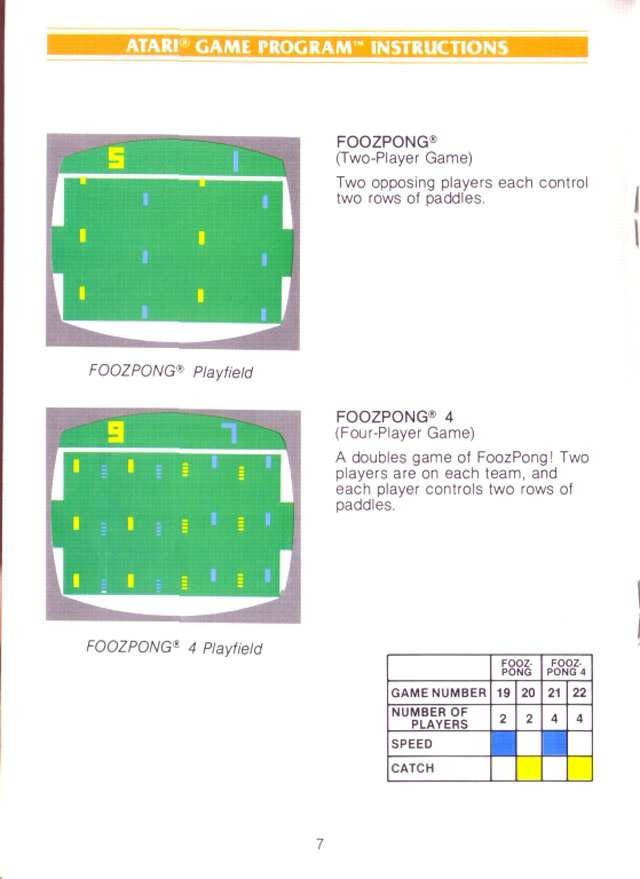 ATARI® GAME PROGRAM™ INSTRUCTIONS
5 1
FOOZPONG®
(Two-Player Game)
Two opposing players each control
two rows of paddles.
FOOZPONG® Playfield
9 7
FOOZPONG® 4
(Four-Player Game)
A doubles game of FoozPong! Two
players are on each team, and
each player controls two rows of
paddles.
FOOZPONG® 4 Playfield
FOOZ-
PONG
FOOZ-
PONG 4
GAME NUMBER 19 20 21 22
NUMBER OF
PLAYERS 2 2 4 4
SPEED
CATCH
7